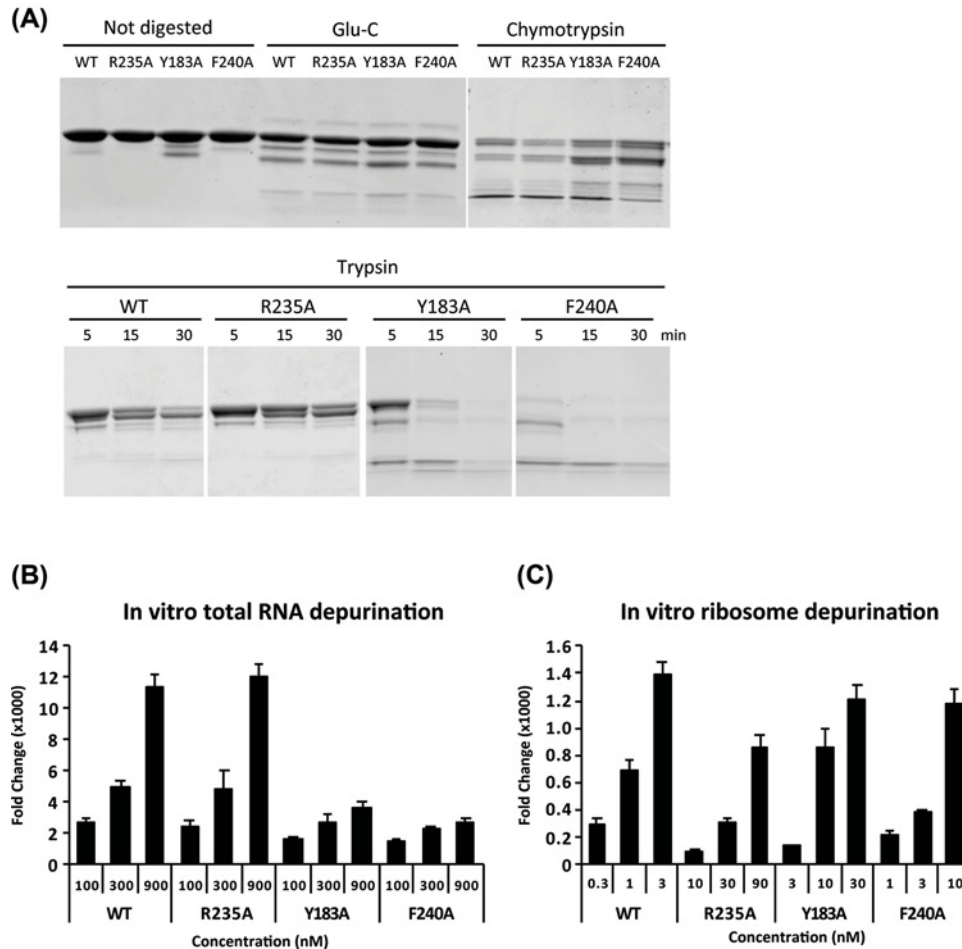 (A)
Not digested Glu-C Chymotrypsin
WT R235A Y183A F240A WT R235A Y183A F240A WT R235A Y183A F240A
Trypsin
WT R235A Y183A F240A
5 15 30 5 15 30 5 15 30 5 15 30 min
(B)
In vitro total RNA depurination
Fold Change (x1000)
14
12
10
8
6
4
2
0
100 300 900 100 300 900 100 300 900 100 300 900
WT R235A Y183A F240A
Concentration (nM)
(C)
In vitro ribosome depurination
Fold Change (x1000)
1.6
1.4
1.2
1.0
0.8
0.6
0.4
0.2
0
0.3 1 3 10 30 90 3 10 30 1 3 10
WT R235A Y183A F240A
Concentration (nM)